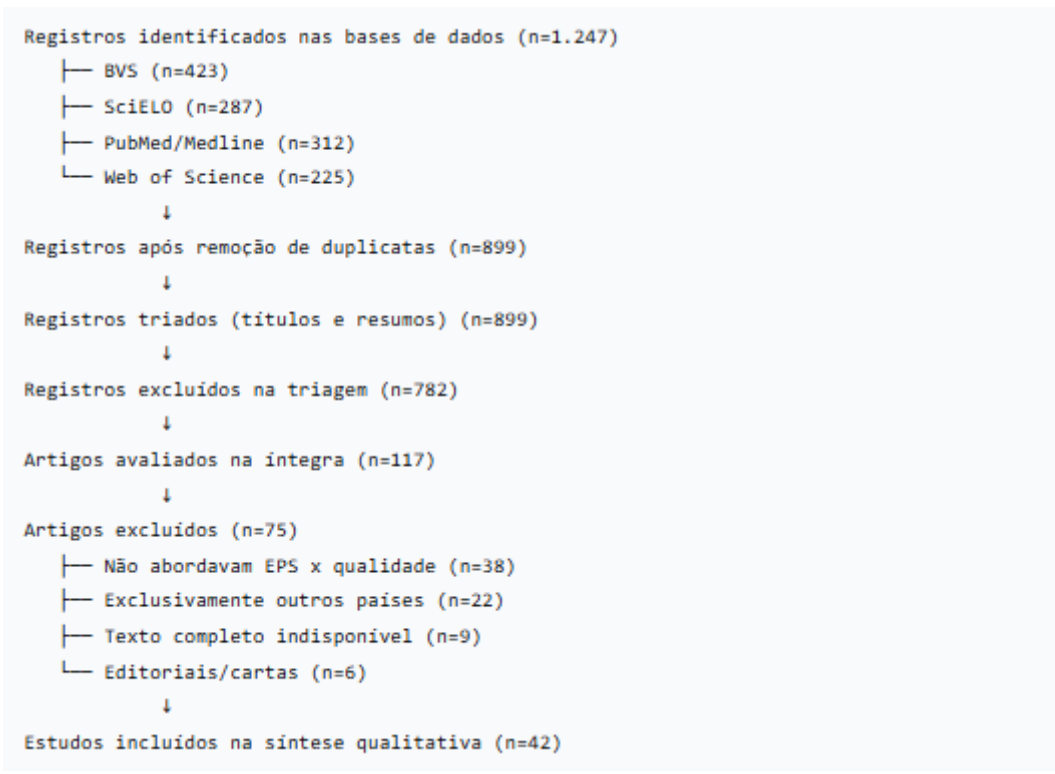 Registros identificados nas bases de dados (n=1.247)
├── BVS (n=423)
├── SciELO (n=287)
├── PubMed/Medline (n=312)
└── Web of Science (n=225)
↓
Registros após remoção de duplicatas (n=899)
↓
Registros triados (títulos e resumos) (n=899)
↓
Registros excluídos na triagem (n=782)
↓
Artigos avaliados na íntegra (n=117)
↓
Artigos excluídos (n=75)
├── Não abordavam EPS x qualidade (n=38)
├── Exclusivamente outros países (n=22)
├── Texto completo indisponível (n=9)
└── Editoriais/cartas (n=6)
↓
Estudos incluídos na síntese qualitativa (n=42)